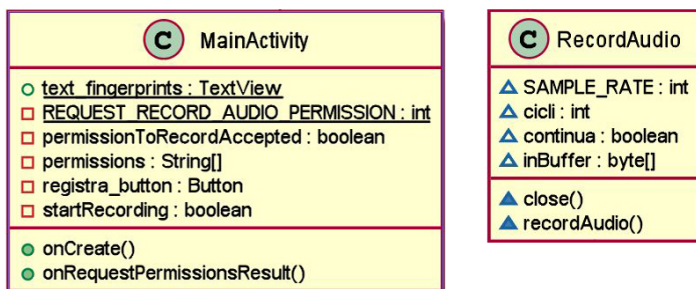 C MainActivity
text_fingerprints : TextView
REQUEST_RECORD_AUDIO_PERMISSION : int
permissionToRecordAccepted : boolean
permissions : String[]
registra_button : Button
startRecording : boolean
onCreate()
onRequestPermissionsResult()
C RecordAudio
SAMPLE_RATE : int
cicli : int
continua : boolean
inBuffer : byte[]
close()
recordAudio()